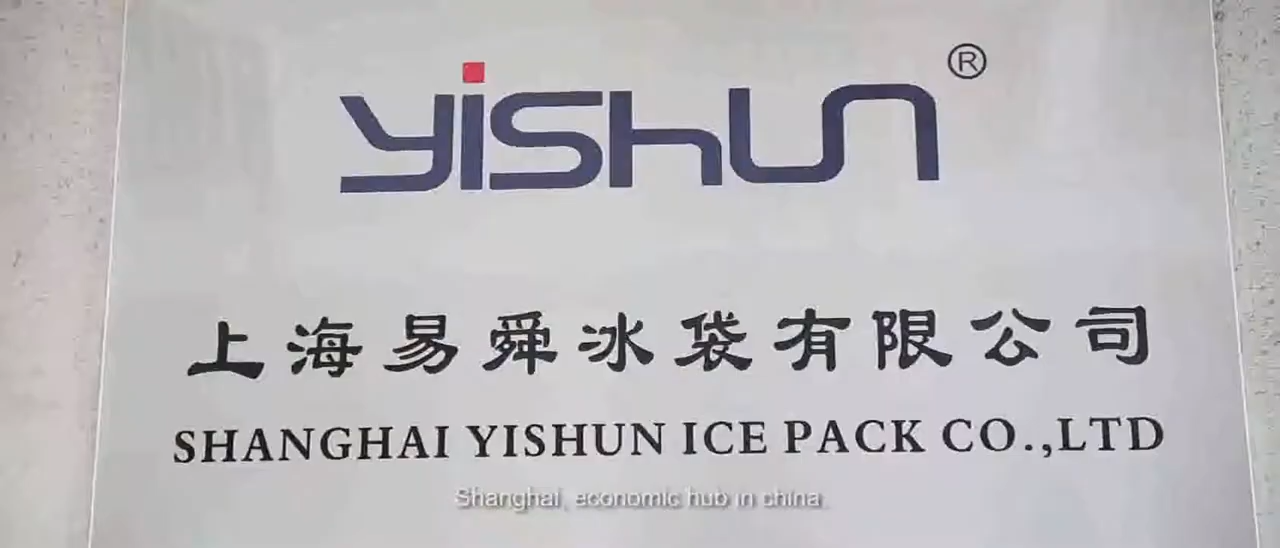 yishun®
上海易舜冰袋有限公司
SHANGHAI YISHUN ICE PACK CO.,LTD
Shanghai, economic hub in china